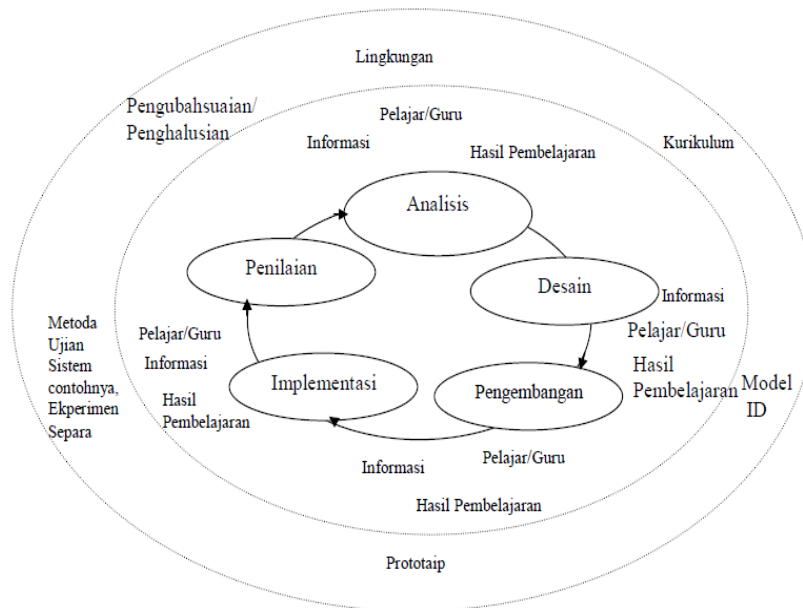 Lingkungan
Pengubahsuaian/
Penghalusian
Pelajar/Guru
Informasi
Kurikulum
Hasil Pembelajaran
Analisis
Penilaian
Desain
Informasi
Pelajar/Guru
Hasil
Pembelajaran
Model
ID
Metoda
Ujian
Sistem
contohnya,
Ekperimen
Separa
Pelajar/Guru
Informasi
Hasil
Pembelajaran
Implementasi
Pengembangan
Informasi
Pelajar/Guru
Hasil Pembelajaran
Prototaip